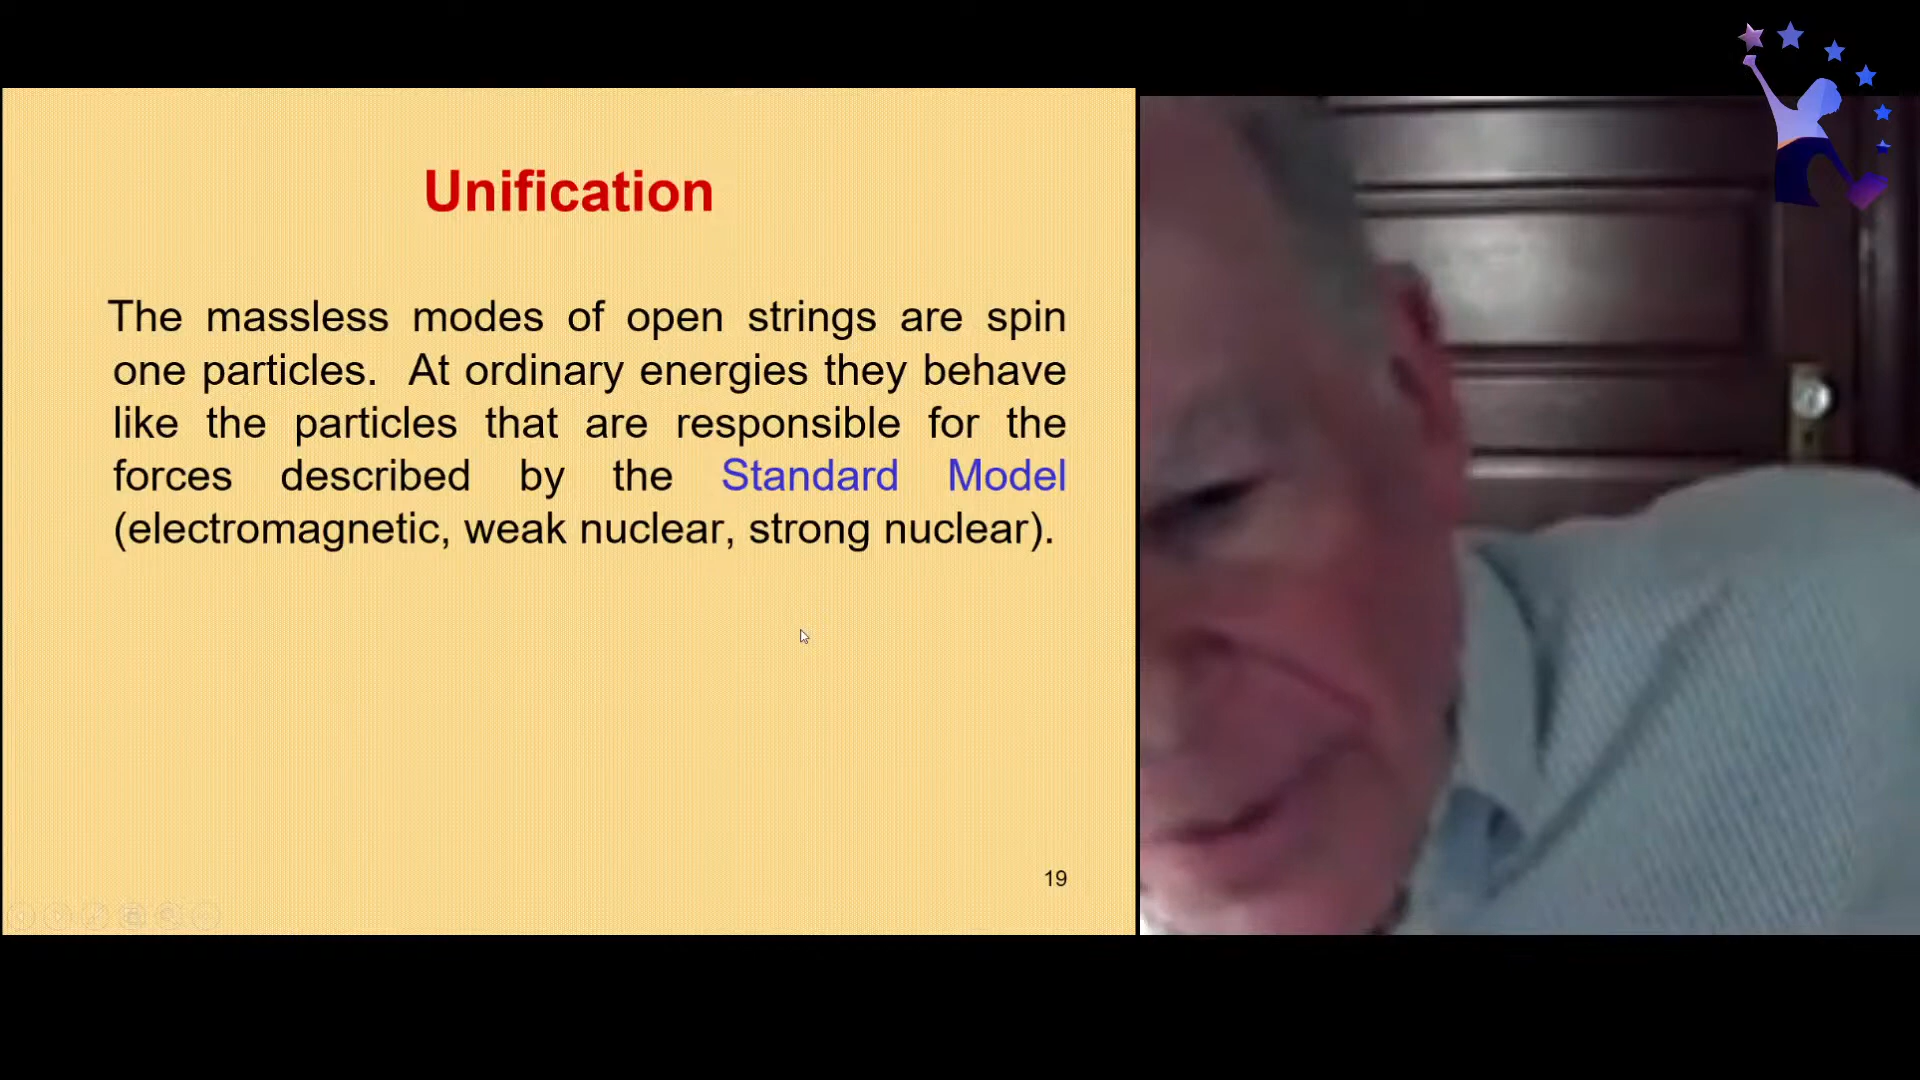 Unification
The massless modes of open strings are spin
one particles. At ordinary energies they behave
like the particles that are responsible for the
forces described by the Standard Model
(electromagnetic, weak nuclear, strong nuclear).
19